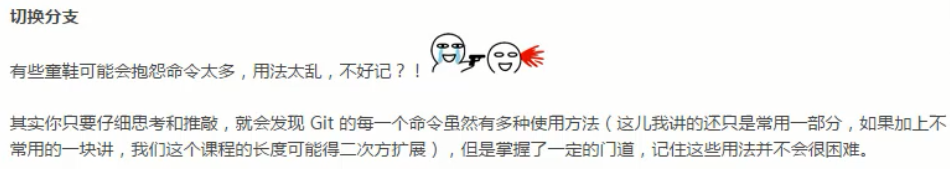 切换分支
有些童鞋可能会抱怨命令太多，用法太乱，不好记？！
其实你只要仔细思考和推敲，就会发现 Git 的每一个命令虽然有多种使用方法（这儿我讲的还只是常用一部分，如果加上不
常用的一块讲，我们这个课程的长度可能得二次方扩展），但是掌握了一定的门道，记住这些用法并不会很困难。